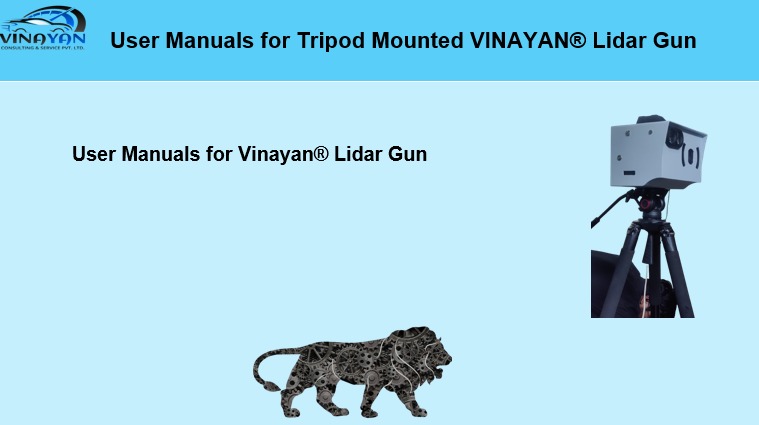 VINAYAN
CONSULTING & SERVICE PVT. LTD.
User Manuals for Tripod Mounted VINAYAN® Lidar Gun
User Manuals for Vinayan® Lidar Gun